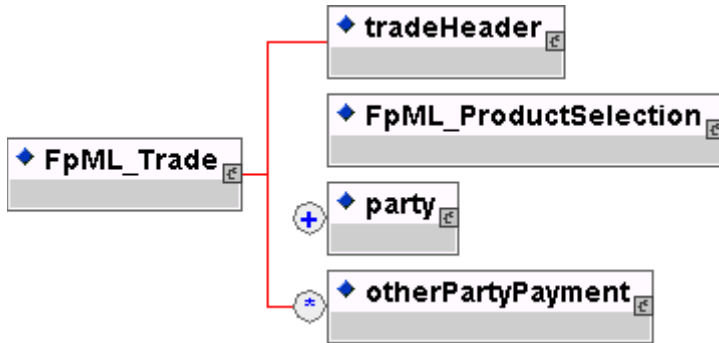 tradeHeader
FpML_ProductSelection
FpML_Trade
+ party
* otherPartyPayment